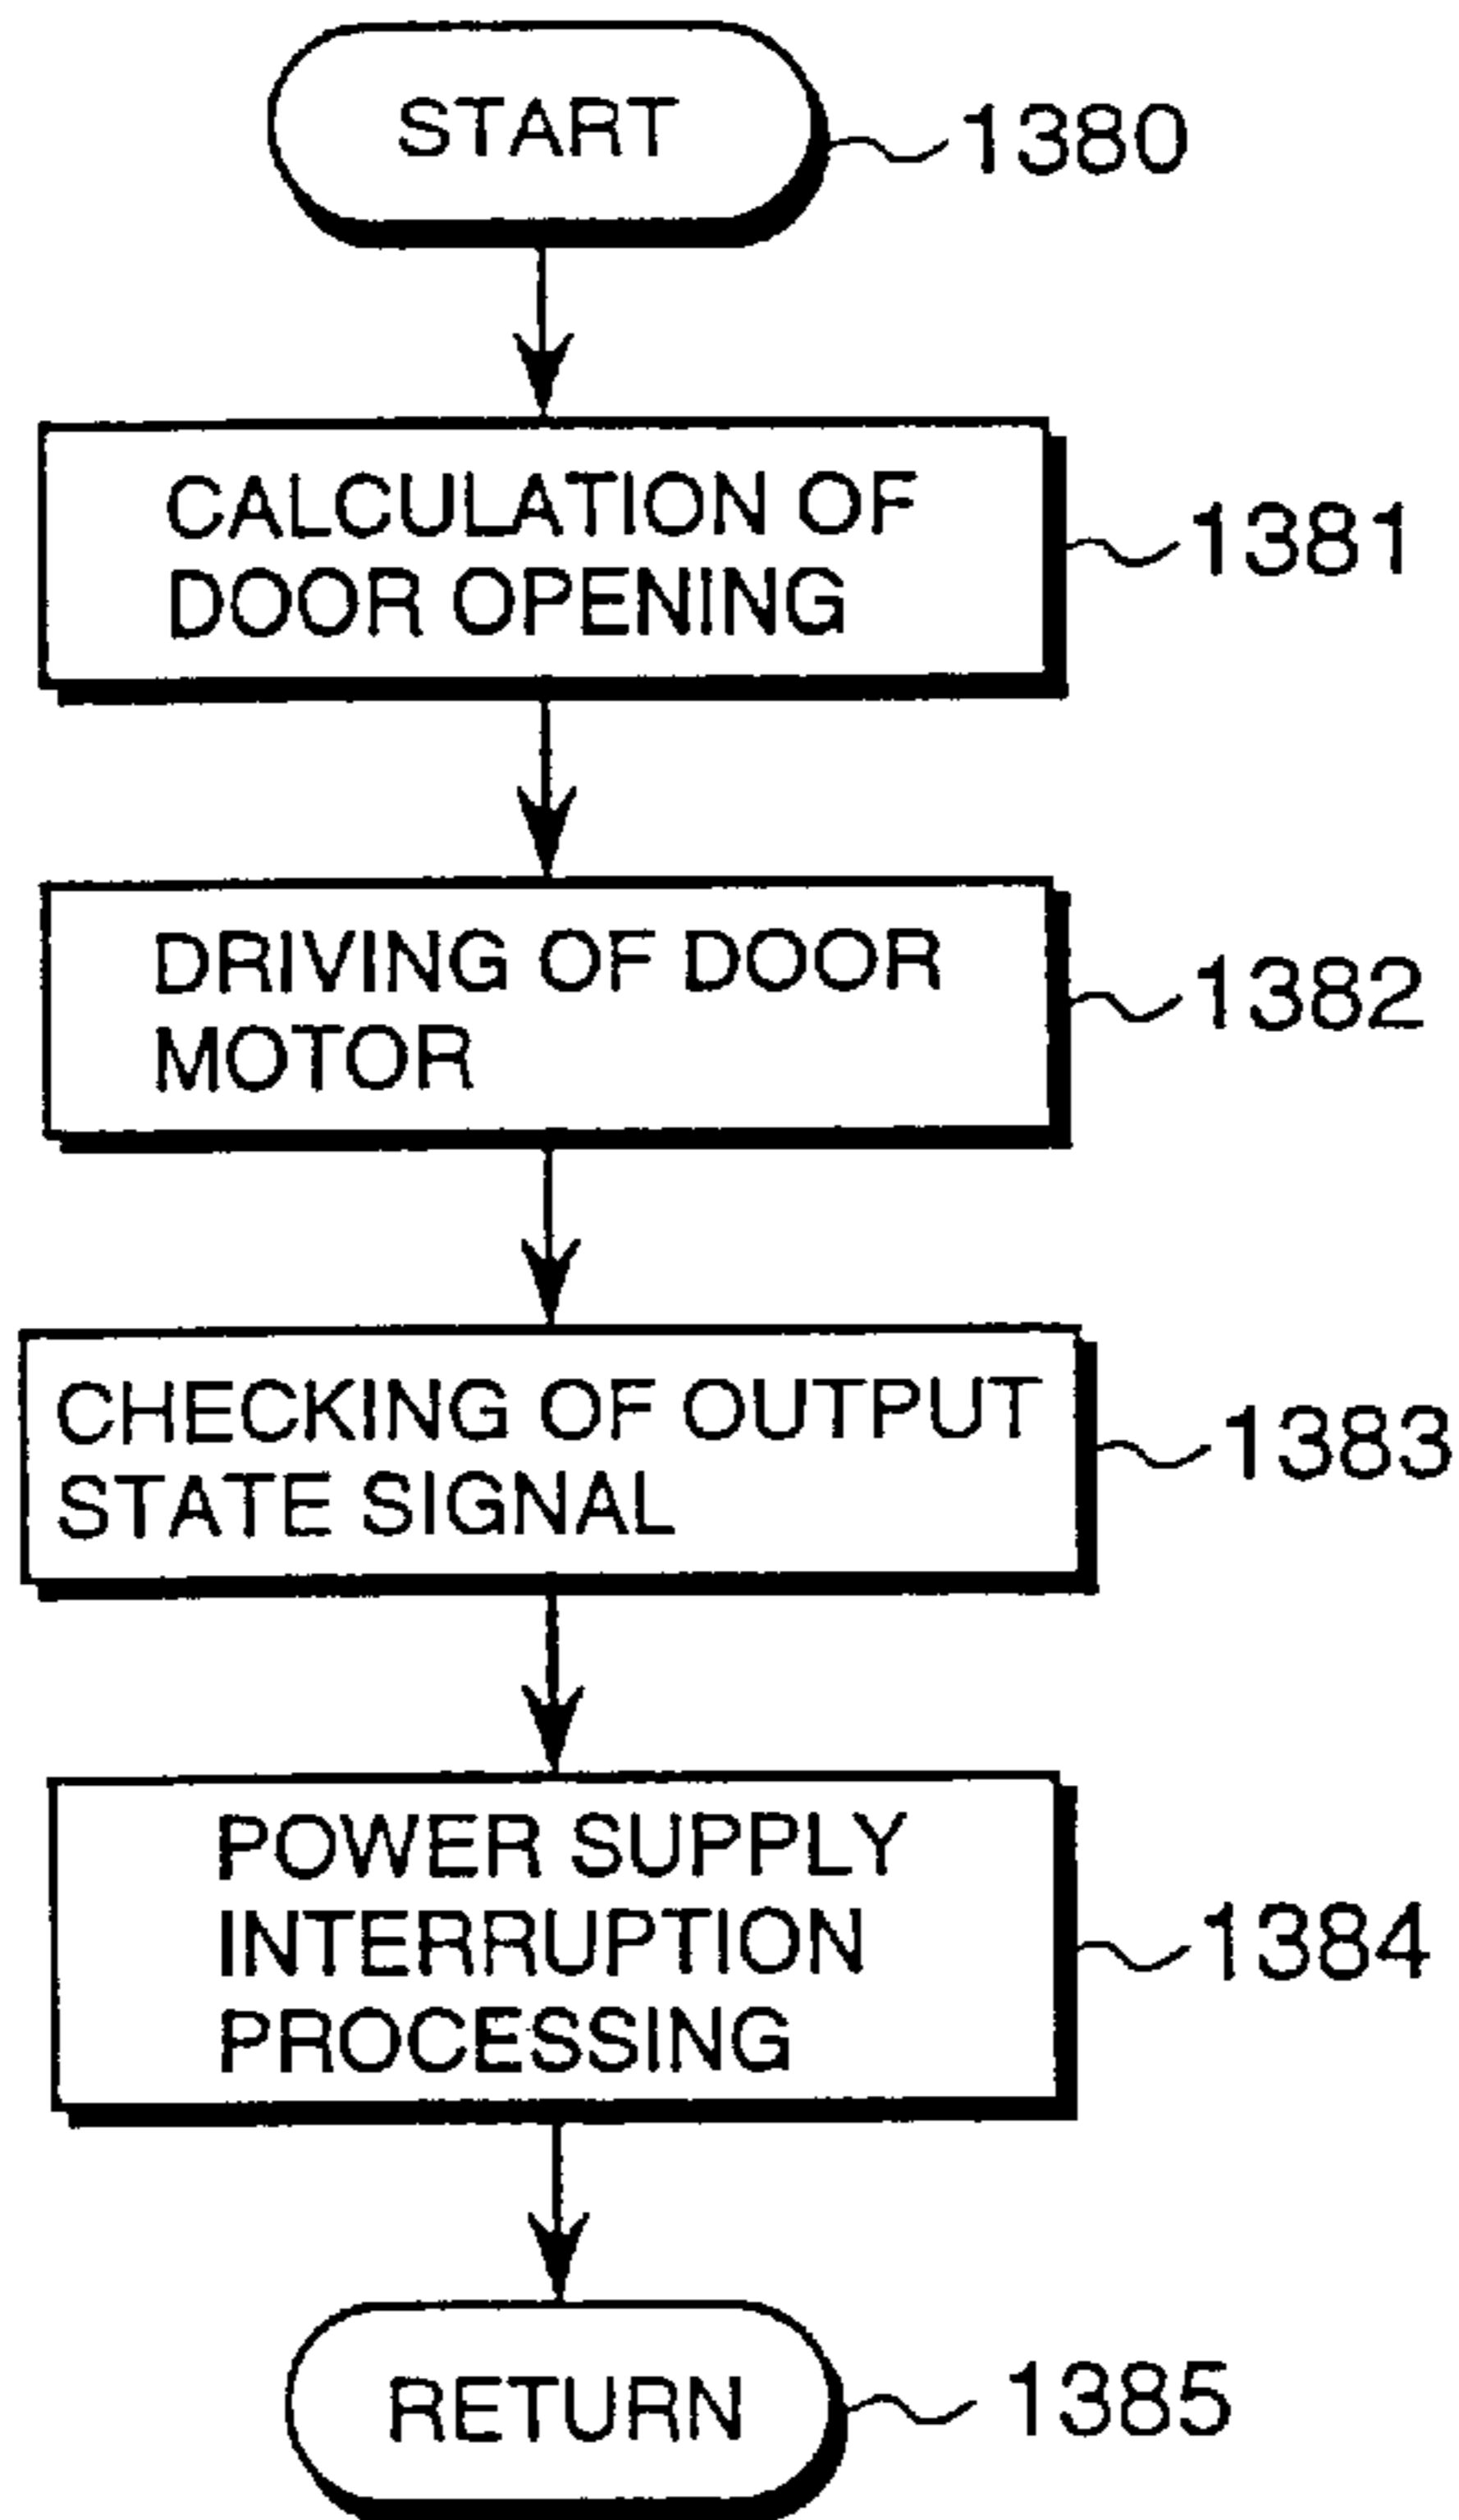 START
1380
CALCULATION OF
DOOR OPENING
1381
DRIVING OF DOOR
MOTOR
1382
CHECKING OF OUTPUT
STATE SIGNAL
1383
POWER SUPPLY
INTERRUPTION
PROCESSING
1384
RETURN
1385